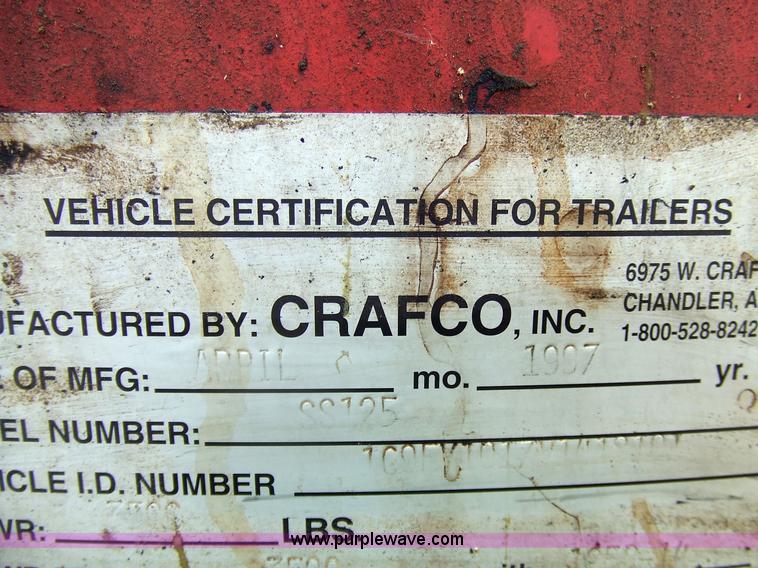 VEHICLE CERTIFICATION FOR TRAILERS
6975 W. CRAF
UFACTURED BY: CRAFCO, INC. CHANDLER, A
1-800-528-8242
E OF MFG: APRIL mo. 1997 yr.
EL NUMBER: SS125
ICLE I.D. NUMBER
WR: LBS
www.purplewave.com